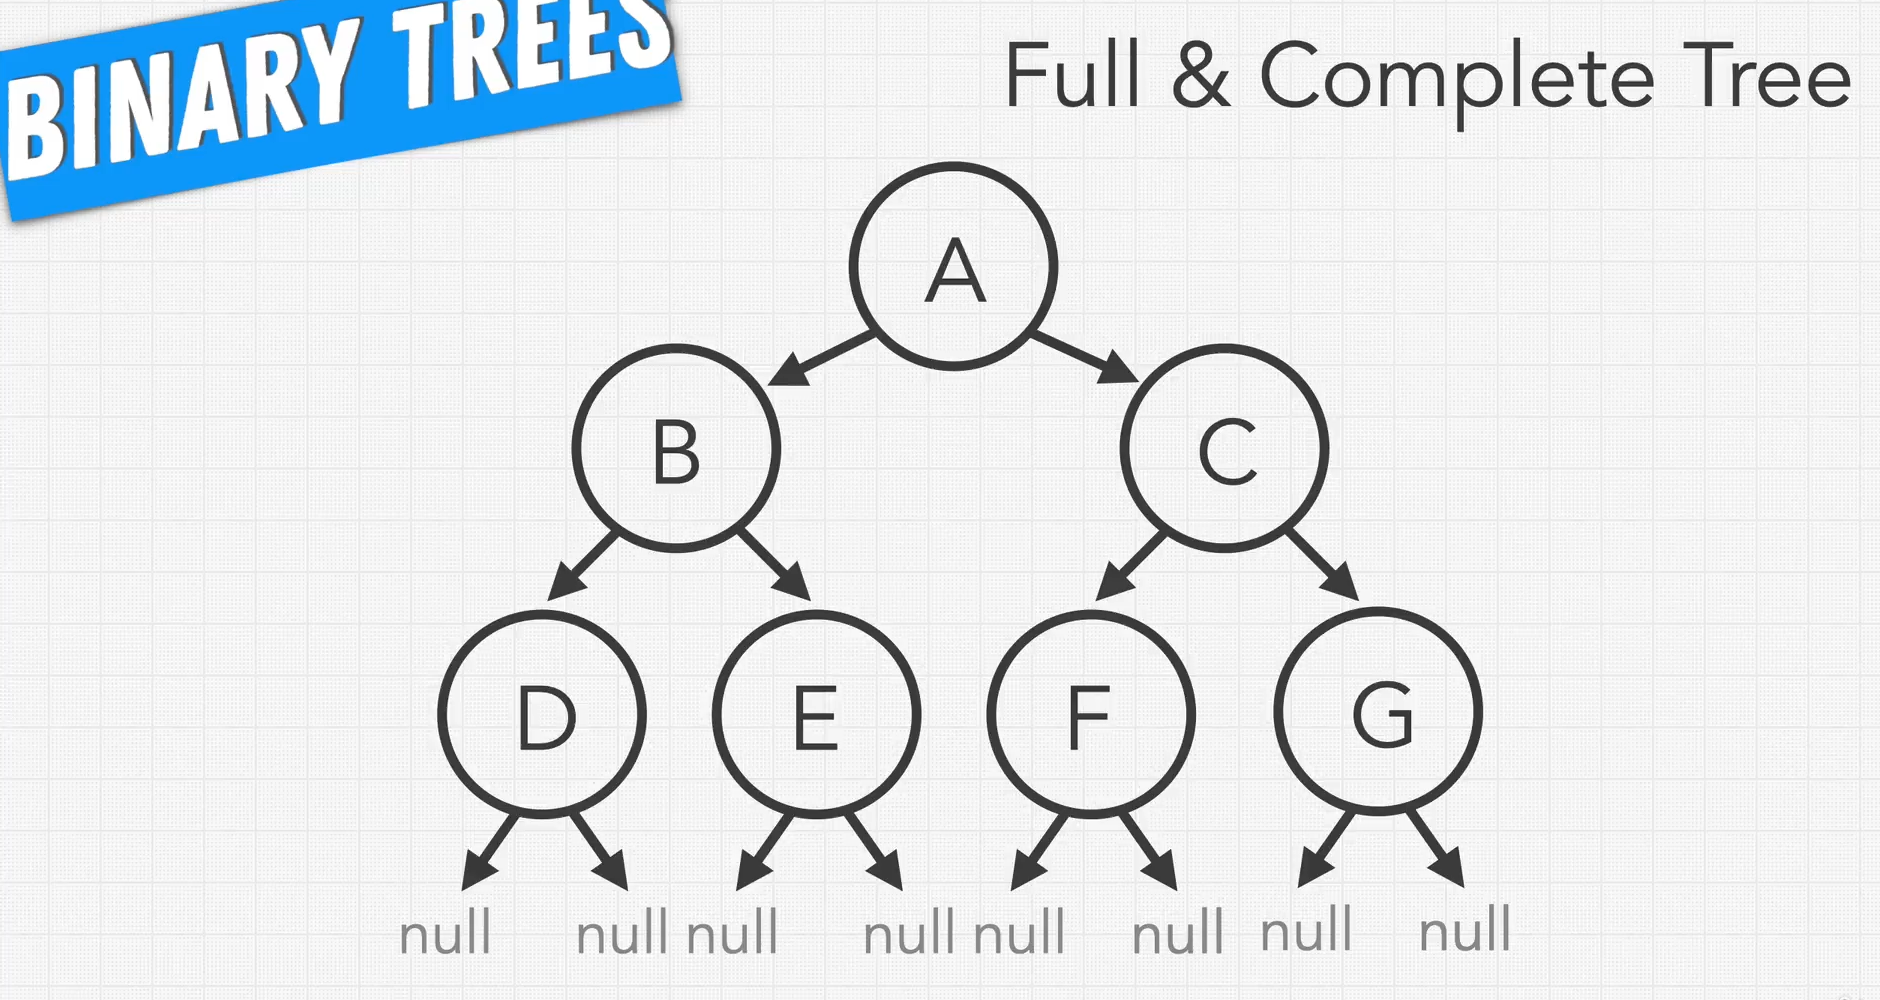 BINARY TREES
Full & Complete Tree
A
B
C
D
E
F
G
null
null
null
null
null
null
null
null